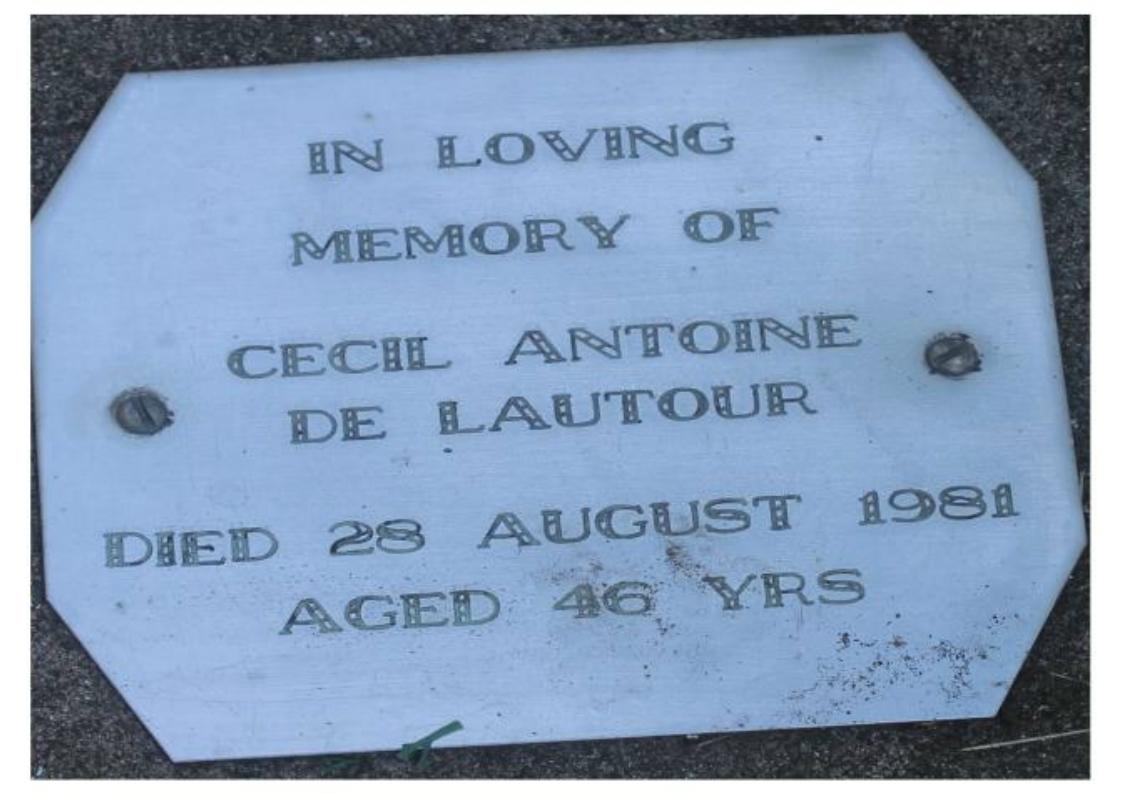 IN LOVING
MEMORY OF
CECIL ANTOINE
DE LAUTOUR
DIED 28 AUGUST 1981
AGED 46 YRS